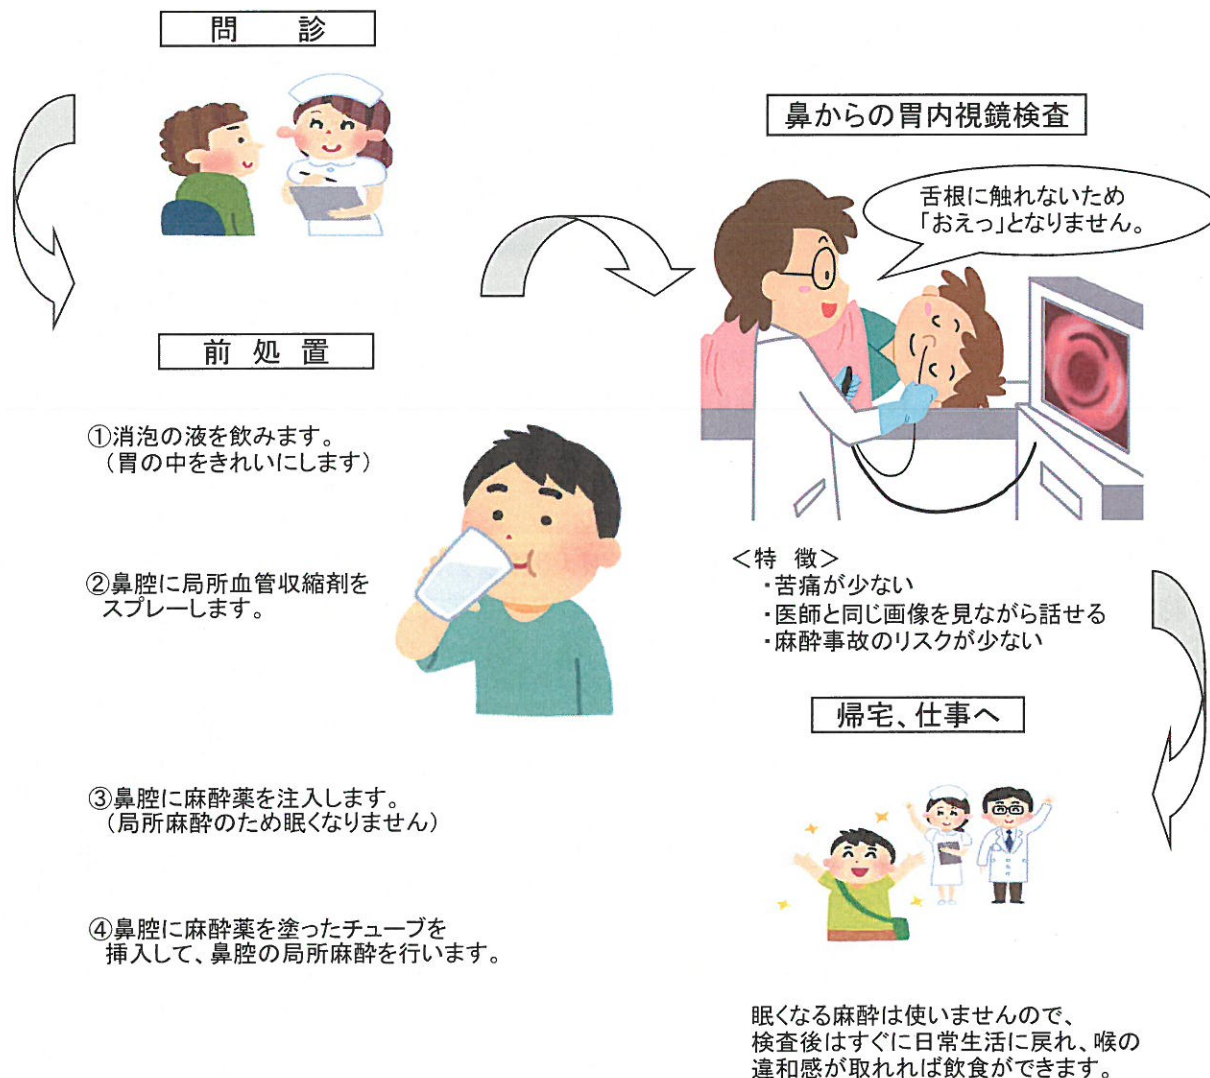 問　診
前 処 置
①消泡の液を飲みます。
（胃の中をきれいにします）
②鼻腔に局所血管収縮剤を
スプレーします。
③鼻腔に麻酔薬を注入します。
（局所麻酔のため眠くなりません）
④鼻腔に麻酔薬を塗ったチューブを
挿入して、鼻腔の局所麻酔を行います。
鼻からの胃内視鏡検査
舌根に触れないため
「おえっ」となりません。
＜特 徴＞
・苦痛が少ない
・医師と同じ画像を見ながら話せる
・麻酔事故のリスクが少ない
帰宅、仕事へ
眠くなる麻酔は使いませんので、
検査後はすぐに日常生活に戻れ、喉の
違和感が取れれば飲食ができます。